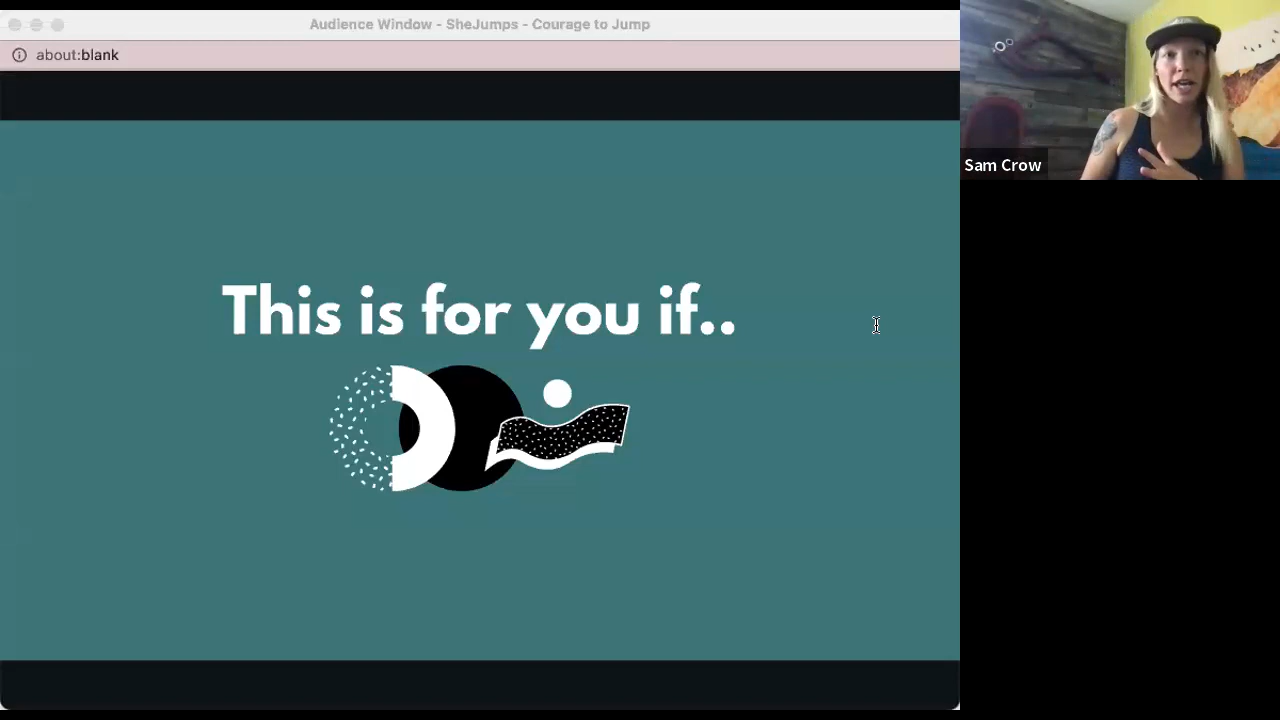 Audience Window - SheJumps - Courage to Jump
about:blank
This is for you if..
Sam Crow